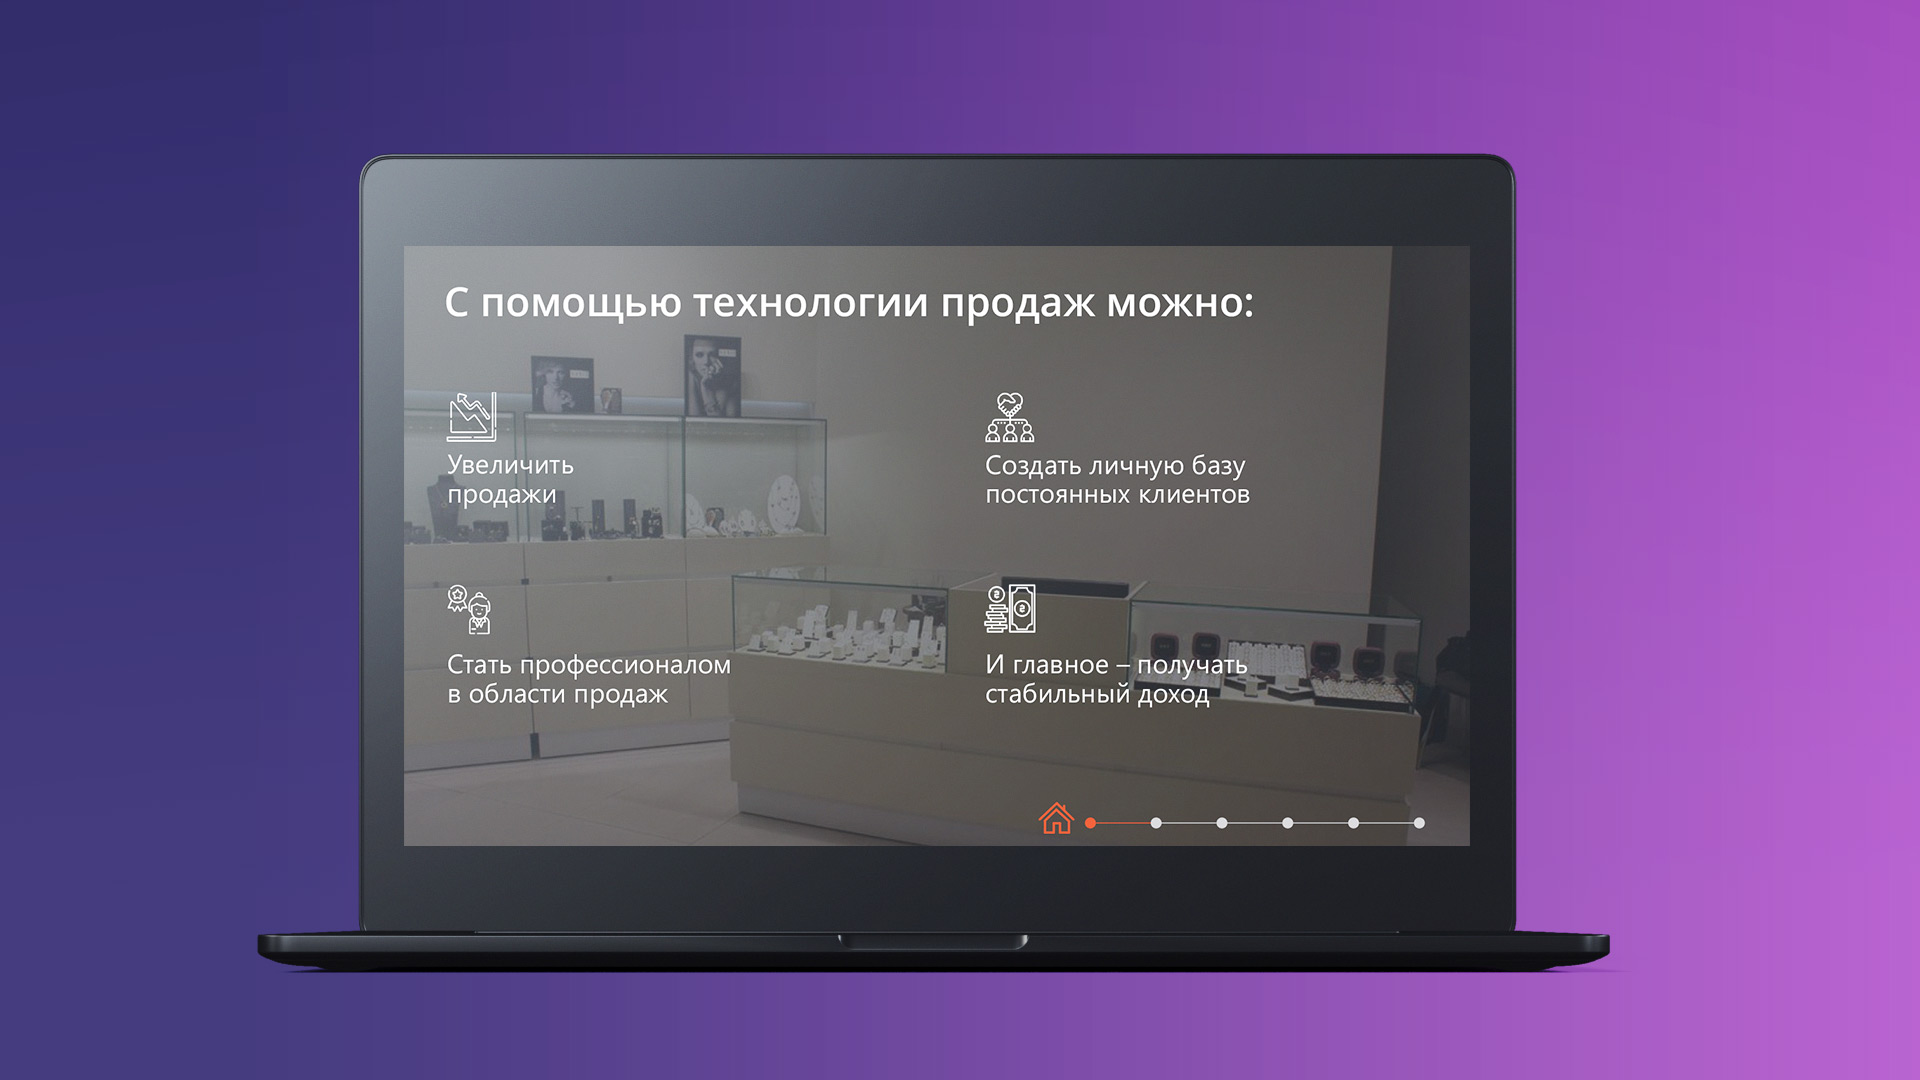 С помощью технологии продаж можно:
Увеличить
продажи
Создать личную базу
постоянных клиентов
Стать профессионалом
в области продаж
И главное – получать
стабильный доход